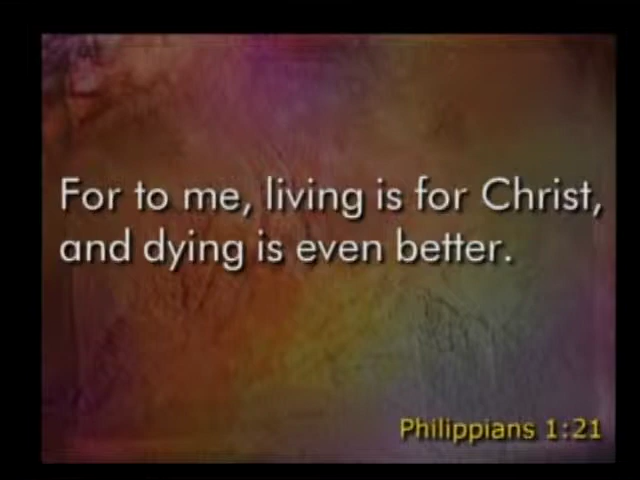 For to me, living is for Christ,
and dying is even better.
Philippians 1:21